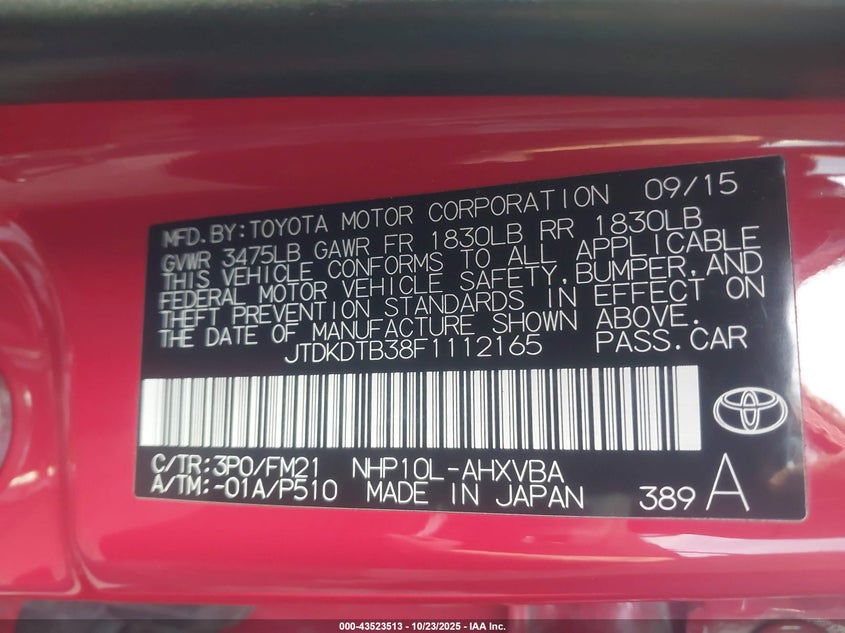 MFD.BY:TOYOTA MOTOR CORPORATION 09/15
GVWR 3475LB GAWR FR 1830LB RR 1830LB
THIS VEHICLE CONFORMS TO ALL APPLICABLE
FEDERAL MOTOR VEHICLE SAFETY,BUMPER,AND
THEFT PREVENTION STANDARDS IN EFFECT ON
THE DATE OF MANUFACTURE SHOWN ABOVE.
JTDKDTB38F1112165 PASS.CAR
C/TR:3P0/FM21 NHP10L-AHXVBA
A/TM:-01A/P510 MADE IN JAPAN 389 A
000-43523513 - 10/23/2025 - IAA Inc.